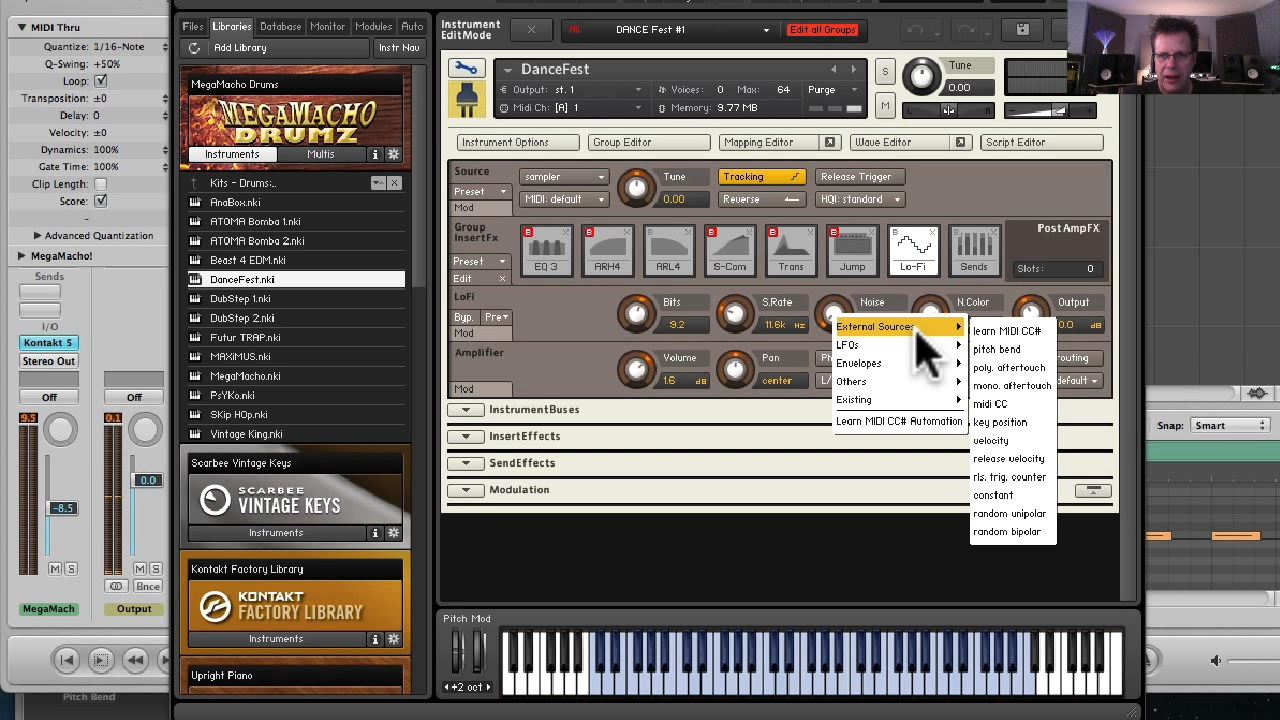 MIDI Thru
Quantize: 1/16-Note
Q-Swing: +50%
Loop:
Transposition: ±0
Delay: 0
Velocity: ±0
Dynamics: 100%
Gate Time: 100%
Clip Length:
Score:
-
Advanced Quantization
MegaMacho!
Sends
I/O
Kontakt 5
Stereo Out
Off
Off
9.5
0.1
0.0
-8.5
M S
M S
Bnce
MegaMach
Output
Pitch Bend
Files
Libraries
Database
Monitor
Modules
Auto
Add Library
Instr Nav
MegaMacho Drums
MEGAMACHO
DRUMZ
Instruments
Multis
Kits - Drums:.
AnaBox.nki
ATOMA Bomba 1.nki
ATOMA Bomba 2.nki
Beast 4 EDM.nki
DanceFest.nki
DubStep 1.nki
DubStep 2.nki
Futur TRAP.nki
MAXiMUS.nki
MegaMacho.nki
PsYKo.nki
SKip HOp.nki
Vintage King.nki
Scarbee Vintage Keys
SCARBEE
VINTAGE KEYS
Instruments
Kontakt Factory Library
KONTAKT
FACTORY LIBRARY
Instruments
Upright Piano
Instrument
EditMode
All
DANCE Fest #1
Edit all Groups
DanceFest
Output: st. 1
Voices: 0
Max: 64
Purge
Midi Ch: [A] 1
Memory: 9.77 MB
S
M
Tune
0.00
L
R
Instrument Options
Group Editor
Mapping Editor
Wave Editor
Script Editor
Source
Preset
Mod
sampler
MIDI: default
Tune
0.00
Tracking
Reverse
Release Trigger
HQI: standard
Group
InsertFx
Preset
Edit
EQ 3
ARH4
ARL4
S-Com
Trans
Jump
Lo-Fi
Sends
PostAmpFX
Slots: 0
LoFi
Byp.
Pre
Mod
Bits
9.2
S.Rate
11.6k Hz
Noise
N.Color
Output
0.0 dB
Amplifier
Mod
Volume
1.6 dB
Pan
center
External Sources
LFOs
Envelopes
Others
Existing
Learn MIDI CC# Automation
learn MIDI CC#
pitch bend
poly. aftertouch
mono. aftertouch
midi CC
key position
velocity
release velocity
rls. trig. counter
constant
random unipolar
random bipolar
InstrumentBuses
InsertEffects
SendEffects
Modulation
Pitch Mod
+2 oct
Snap: Smart